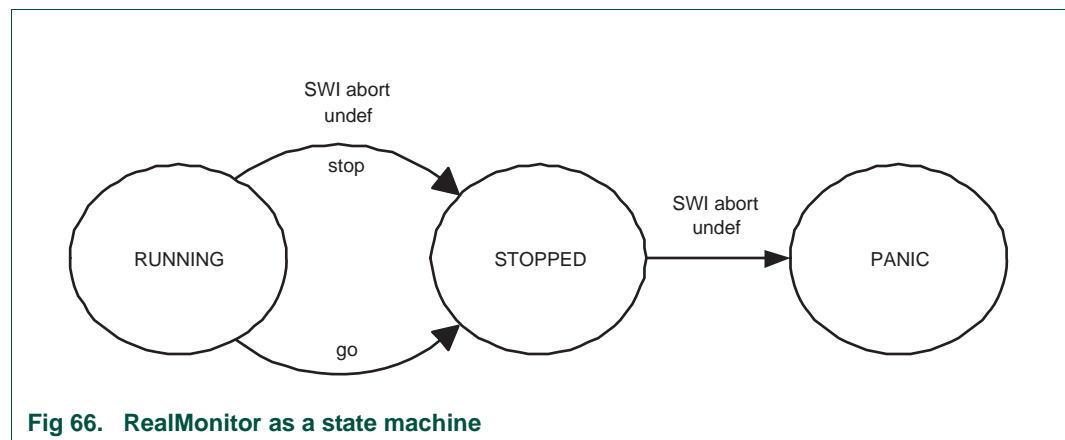 SWI abort
undef
stop
SWI abort
undef
RUNNING
STOPPED
PANIC
go
Fig 66. RealMonitor as a state machine